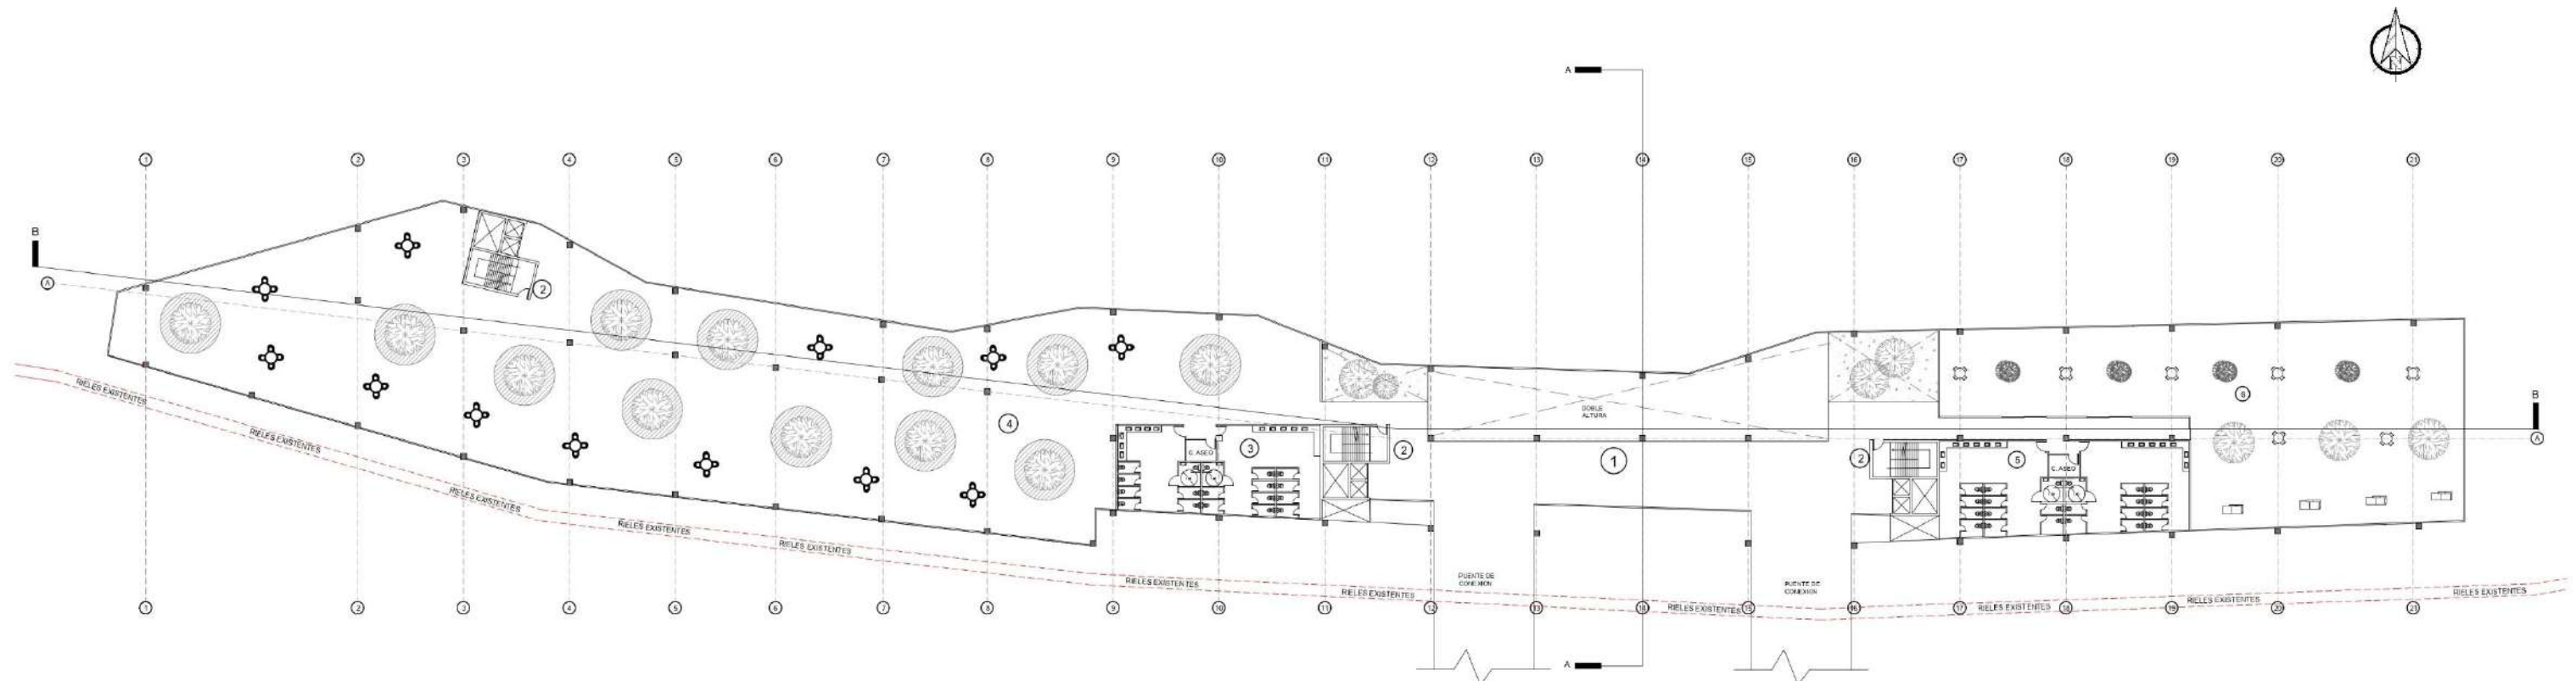 N
A
1 2 3 4 5 6 7 8 9 10 11 12 13 14 15 16 17 18 19 20 21
B
A
2
RIELES EXISTENTES
RIELES EXISTENTES
RIELES EXISTENTES
RIELES EXISTENTES
RIELES EXISTENTES
4
C. ASEO
3
2
DOBLE
ALTURA
1
2
C. ASEO
5
6
B
A
RIELES EXISTENTES
RIELES EXISTENTES
PUENTE DE
CONEXION
RIELES EXISTENTES
PUENTE DE
CONEXION
RIELES EXISTENTES
RIELES EXISTENTES
RIELES EXISTENTES
1 2 3 4 5 6 7 8 9 10 11 12 13 14 15 16 17 18 19 20 21
A